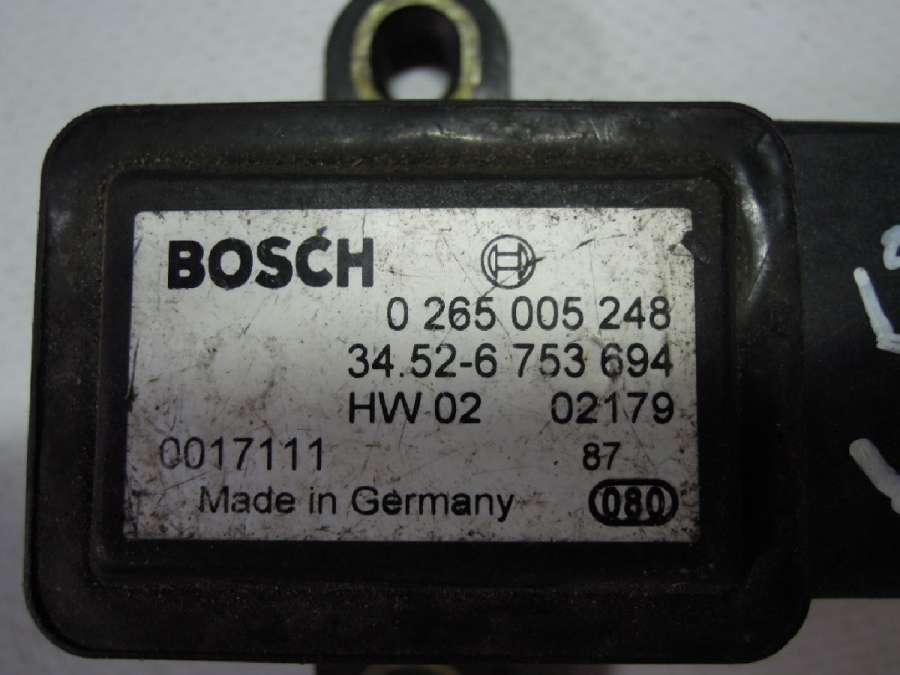 BOSCH
0 265 005 248
34.52-6 753 694
HW 02 02179
0017111 87
Made in Germany 080